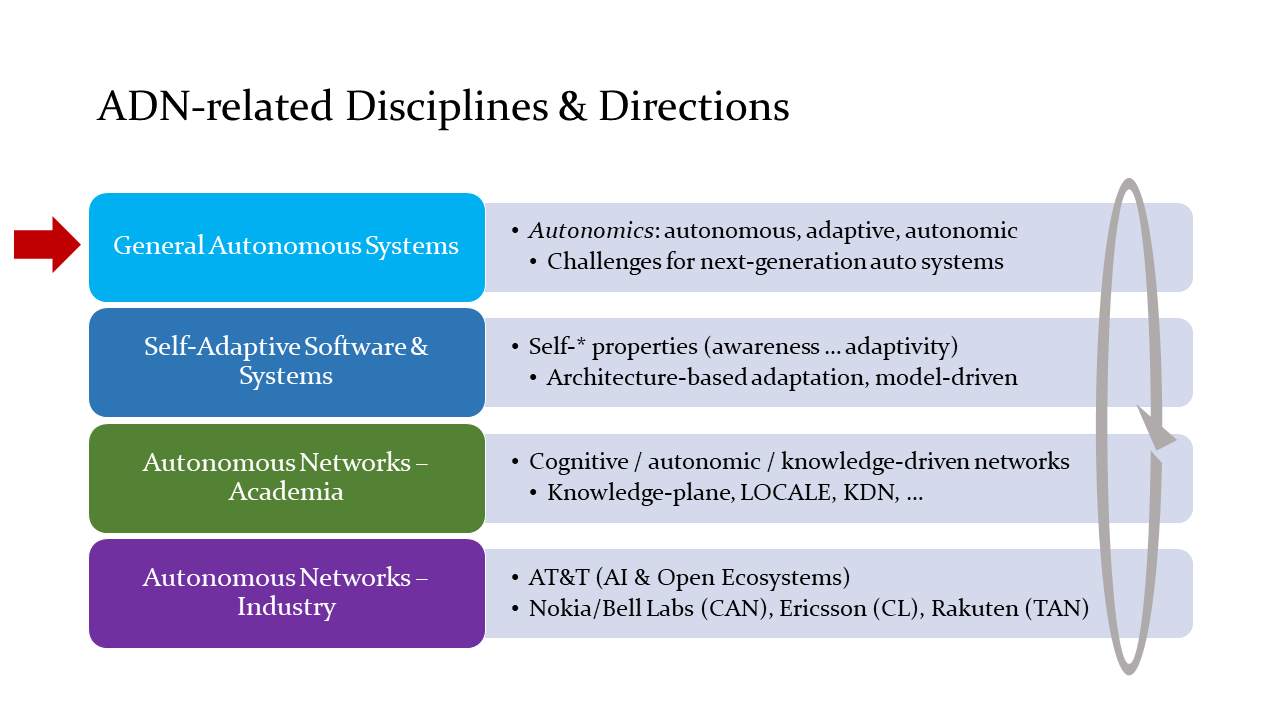 ADN-related Disciplines & Directions
General Autonomous Systems
• Autonomics: autonomous, adaptive, autonomic
• Challenges for next-generation auto systems
Self-Adaptive Software &
Systems
• Self-* properties (awareness ... adaptivity)
• Architecture-based adaptation, model-driven
Autonomous Networks –
Academia
• Cognitive / autonomic / knowledge-driven networks
• Knowledge-plane, LOCALE, KDN, ...
Autonomous Networks –
Industry
• AT&T (AI & Open Ecosystems)
• Nokia/Bell Labs (CAN), Ericsson (CL), Rakuten (TAN)